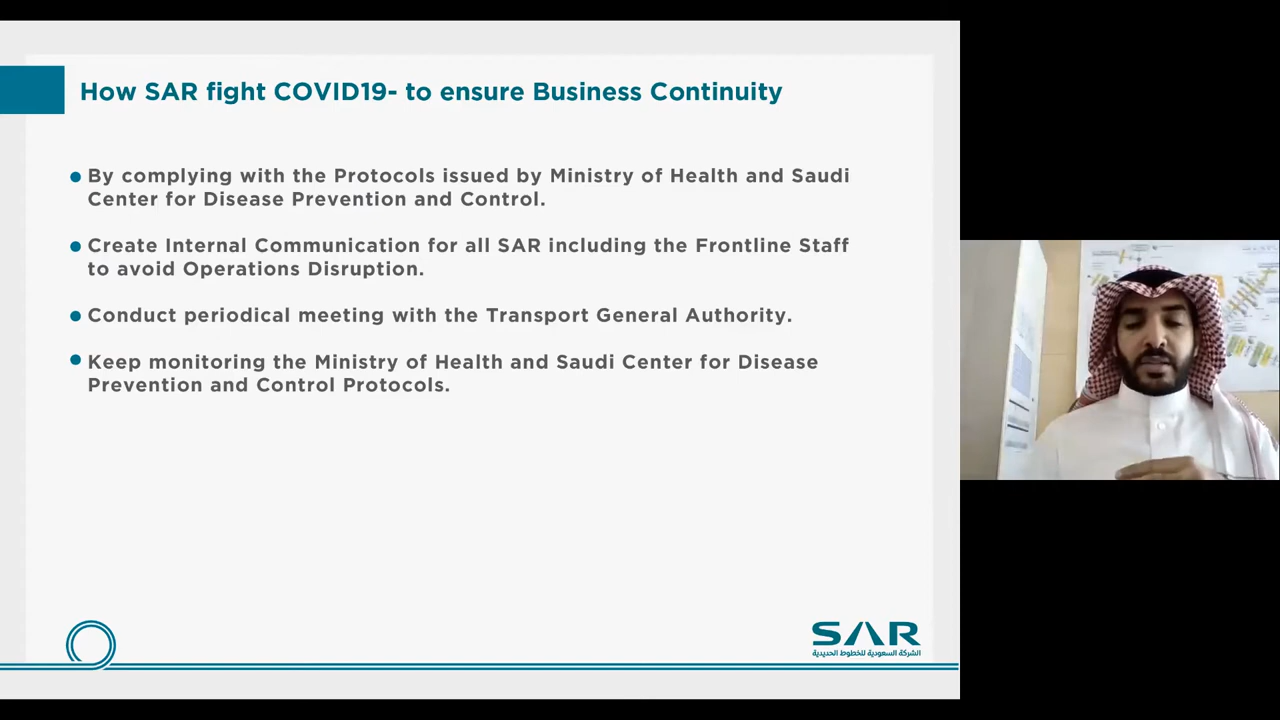 How SAR fight COVID19- to ensure Business Continuity
By complying with the Protocols issued by Ministry of Health and Saudi
Center for Disease Prevention and Control.
Create Internal Communication for all SAR including the Frontline Staff
to avoid Operations Disruption.
Conduct periodical meeting with the Transport General Authority.
Keep monitoring the Ministry of Health and Saudi Center for Disease
Prevention and Control Protocols.
SAR
الشركة السعودية للخطوط الحديدية